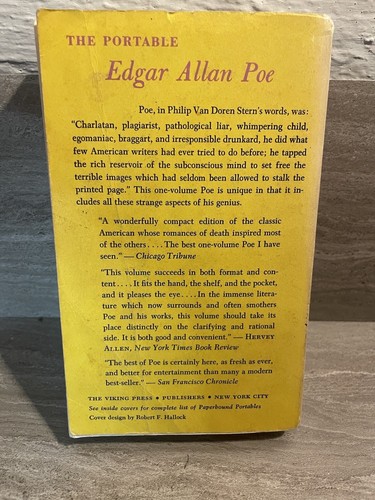 THE PORTABLE
Edgar Allan Poe
Poe, in Philip Van Doren Stern's words, was:
"Charlatan, plagiarist, pathological liar, whimpering child,
egomaniac, braggart, and irresponsible drunkard, he did what
few American writers had ever tried to do before; he tapped
the rich reservoir of the subconscious mind to set free the
terrible images which had seldom been allowed to stalk the
printed page." This one-volume Poe is unique in that it in-
cludes all these strange aspects of his genius.
"A wonderfully compact edition of the classic
American whose romances of death inspired most
of the others . . . . The best one-volume Poe I have
seen." — Chicago Tribune
"This volume succeeds in both format and con-
tent . . . . It fits the hand, the shelf, and the pocket,
and it pleases the eye. . . . In the immense litera-
ture which now surrounds and often smothers
Poe and his works, this volume should take its
place distinctly on the clarifying and rational
side. It is both good and convenient." — HERVEY
ALLEN, New York Times Book Review
"The best of Poe is certainly here, as fresh as ever,
and better for entertainment than many a modern
best-seller." — San Francisco Chronicle
THE VIKING PRESS • PUBLISHERS • NEW YORK CITY
See inside covers for complete list of Paperbound Portables
Cover design by Robert F. Hallock